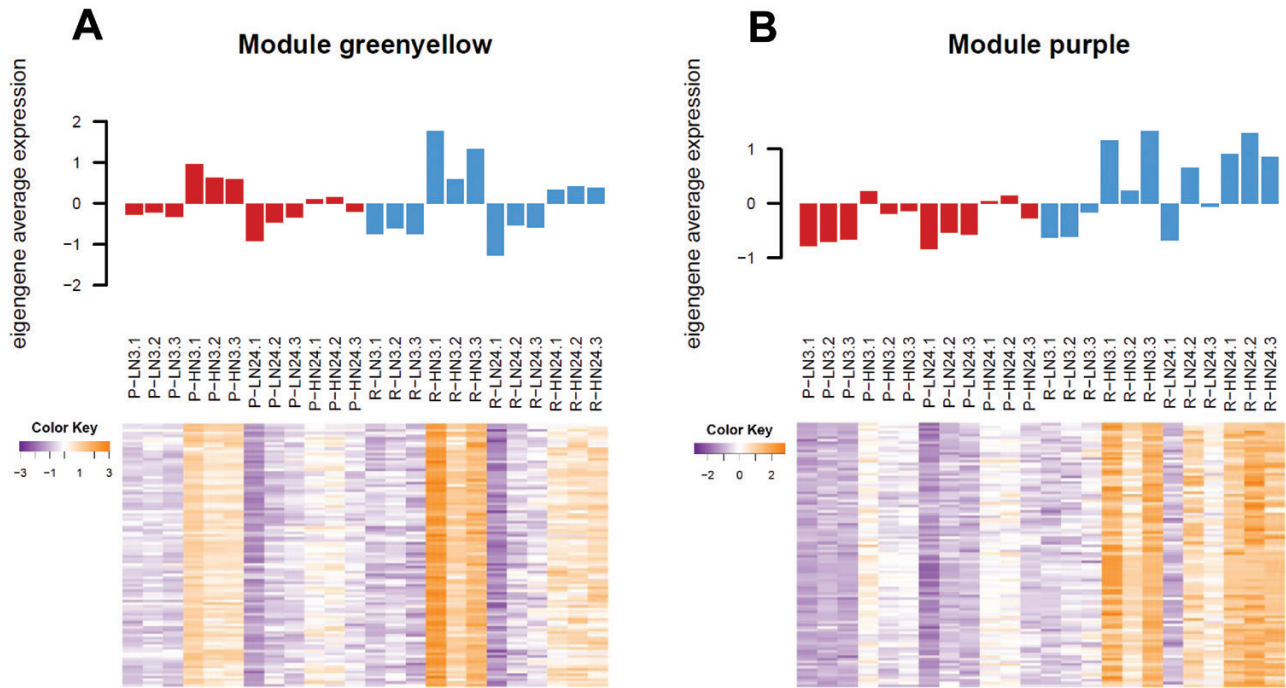 A
Module greenyellow
eigengene average expression
2
1
0
−1
−2
P−LN3.1
P−LN3.2
P−LN3.3
P−HN3.1
P−HN3.2
P−HN3.3
P−LN24.1
P−LN24.2
P−LN24.3
P−HN24.1
P−HN24.2
P−HN24.3
R−LN3.1
R−LN3.2
R−LN3.3
R−HN3.1
R−HN3.2
R−HN3.3
R−LN24.1
R−LN24.2
R−LN24.3
R−HN24.1
R−HN24.2
R−HN24.3
Color Key
−3 −1 1 3
B
Module purple
eigengene average expression
1
0
−1
P−LN3.1
P−LN3.2
P−LN3.3
P−HN3.1
P−HN3.2
P−HN3.3
P−LN24.1
P−LN24.2
P−LN24.3
P−HN24.1
P−HN24.2
P−HN24.3
R−LN3.1
R−LN3.2
R−LN3.3
R−HN3.1
R−HN3.2
R−HN3.3
R−LN24.1
R−LN24.2
R−LN24.3
R−HN24.1
R−HN24.2
R−HN24.3
Color Key
−2 0 2